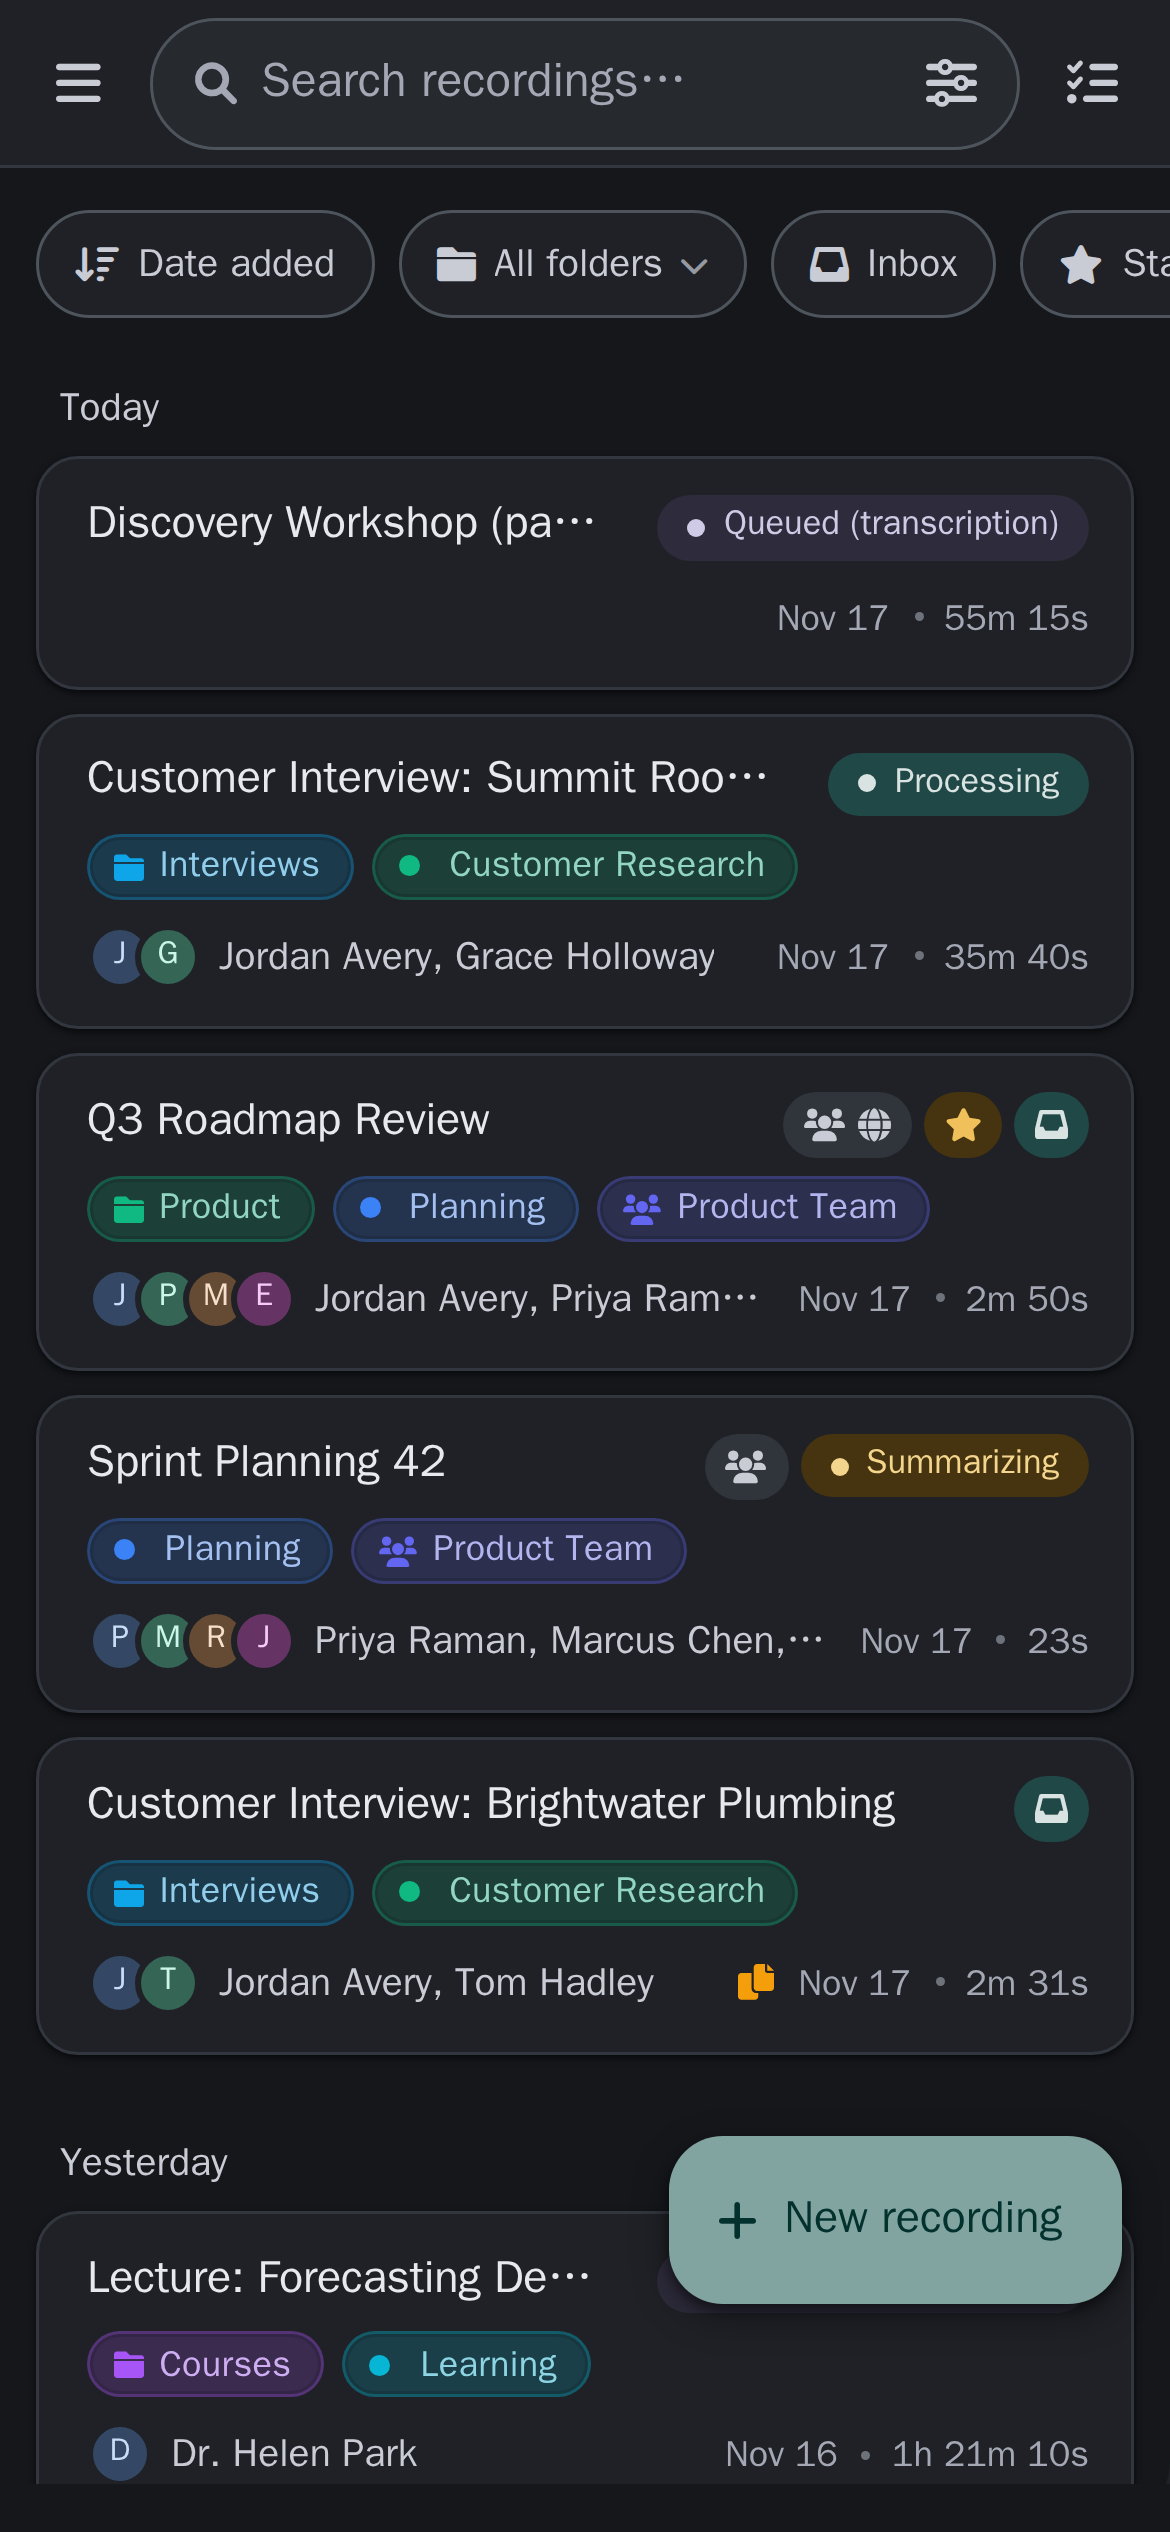 Search recordings…
Date added
All folders
Inbox
Sta
Today
Discovery Workshop (pa…
Queued (transcription)
Nov 17 • 55m 15s
Customer Interview: Summit Roo…
Processing
Interviews
Customer Research
J G Jordan Avery, Grace Holloway
Nov 17 • 35m 40s
Q3 Roadmap Review
Product
Planning
Product Team
J P M E Jordan Avery, Priya Ram…
Nov 17 • 2m 50s
Sprint Planning 42
Summarizing
Planning
Product Team
P M R J Priya Raman, Marcus Chen,…
Nov 17 • 23s
Customer Interview: Brightwater Plumbing
Interviews
Customer Research
J T Jordan Avery, Tom Hadley
Nov 17 • 2m 31s
Yesterday
New recording
Lecture: Forecasting De…
Courses
Learning
D Dr. Helen Park
Nov 16 • 1h 21m 10s